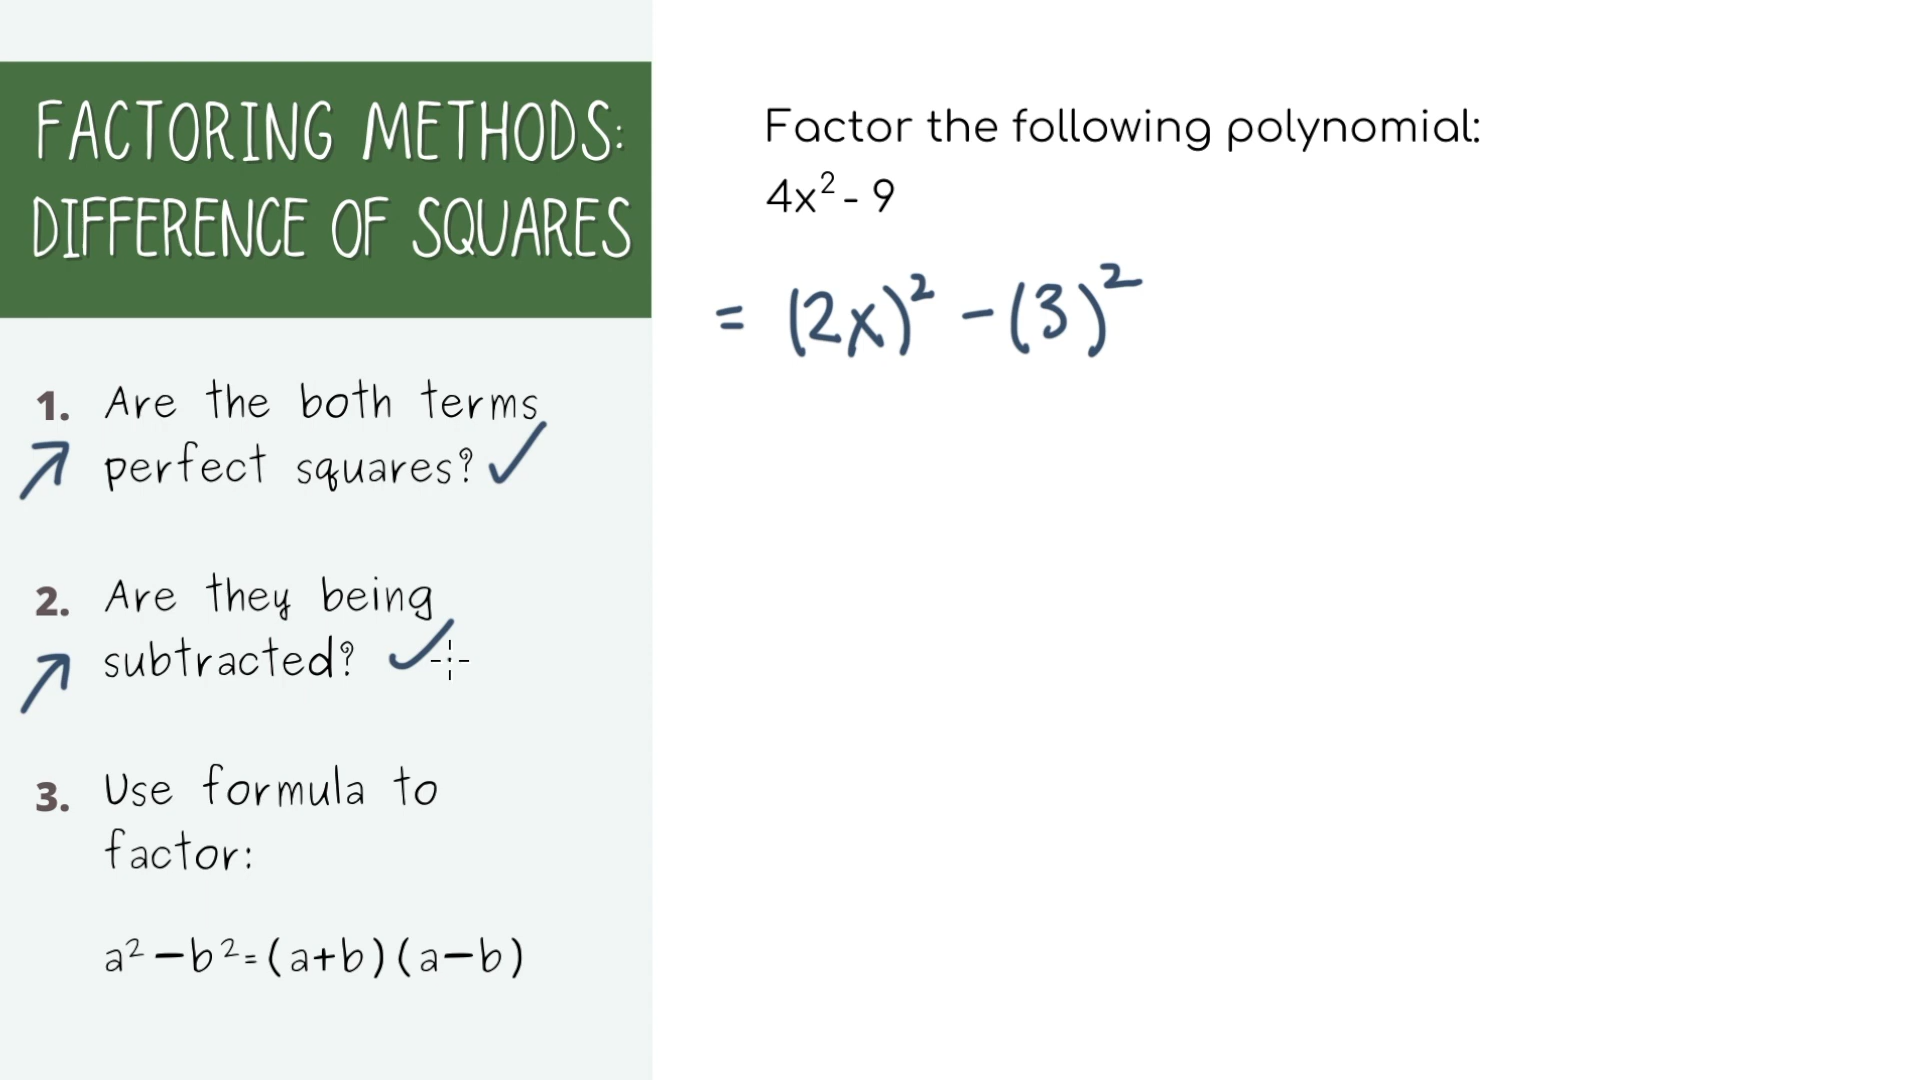 FACTORING METHODS:
DIFFERENCE OF SQUARES
1. Are the both terms
perfect squares?
2. Are they being
subtracted?
3. Use formula to
factor:
a²-b²=(a+b)(a-b)
Factor the following polynomial:
4x² - 9
= (2x)² - (3)²